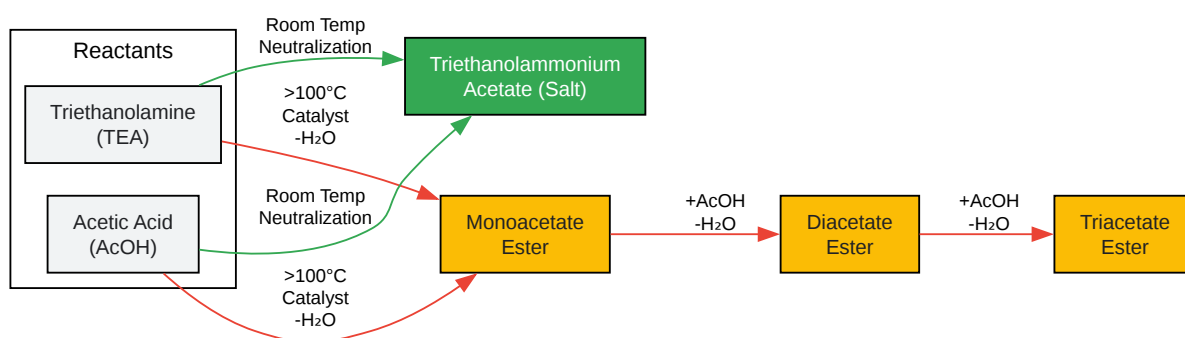 Reactants
Triethanolamine
(TEA)
Acetic Acid
(AcOH)
Room Temp
Neutralization
>100°C
Catalyst
-H₂O
Room Temp
Neutralization
>100°C
Catalyst
-H₂O
Triethanolammonium
Acetate (Salt)
Monoacetate
Ester
+AcOH
-H₂O
Diacetate
Ester
+AcOH
-H₂O
Triacetate
Ester